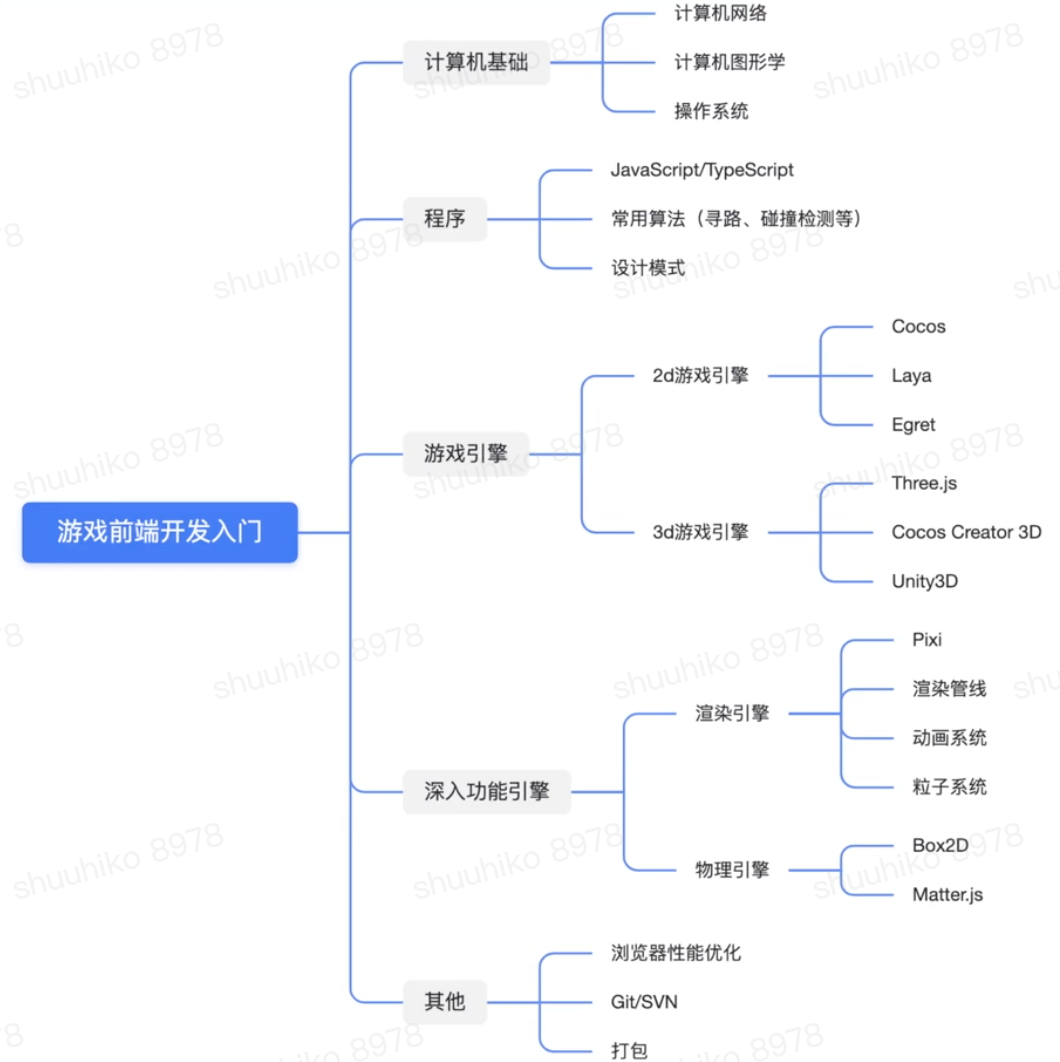 计算机网络
计算机基础
计算机图形学
操作系统
JavaScript/TypeScript
程序
常用算法（寻路、碰撞检测等）
设计模式
Cocos
2d游戏引擎
Laya
Egret
游戏引擎
Three.js
游戏前端开发入门
3d游戏引擎
Cocos Creator 3D
Unity3D
Pixi
渲染管线
渲染引擎
动画系统
粒子系统
深入功能引擎
Box2D
物理引擎
Matter.js
浏览器性能优化
其他
Git/SVN
打包
shuuhiko 8978